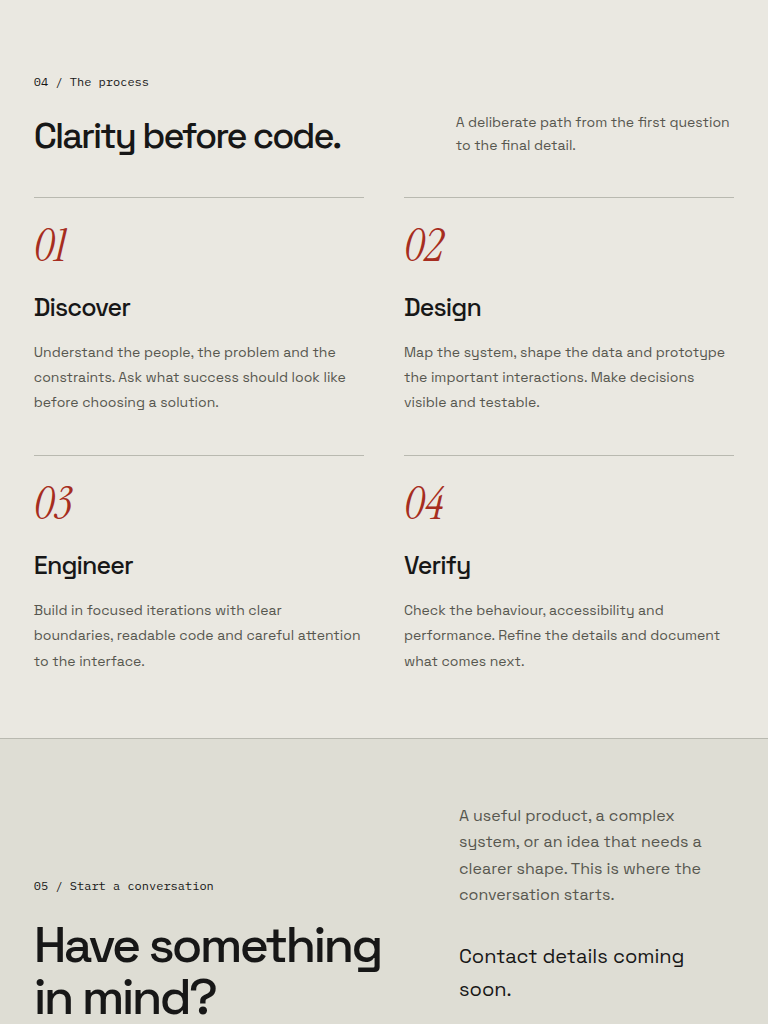 04 / The process
Clarity before code.
A deliberate path from the first question
to the final detail.
01
Discover
Understand the people, the problem and the
constraints. Ask what success should look like
before choosing a solution.
02
Design
Map the system, shape the data and prototype
the important interactions. Make decisions
visible and testable.
03
Engineer
Build in focused iterations with clear
boundaries, readable code and careful attention
to the interface.
04
Verify
Check the behaviour, accessibility and
performance. Refine the details and document
what comes next.
05 / Start a conversation
Have something
in mind?
A useful product, a complex
system, or an idea that needs a
clearer shape. This is where the
conversation starts.
Contact details coming
soon.